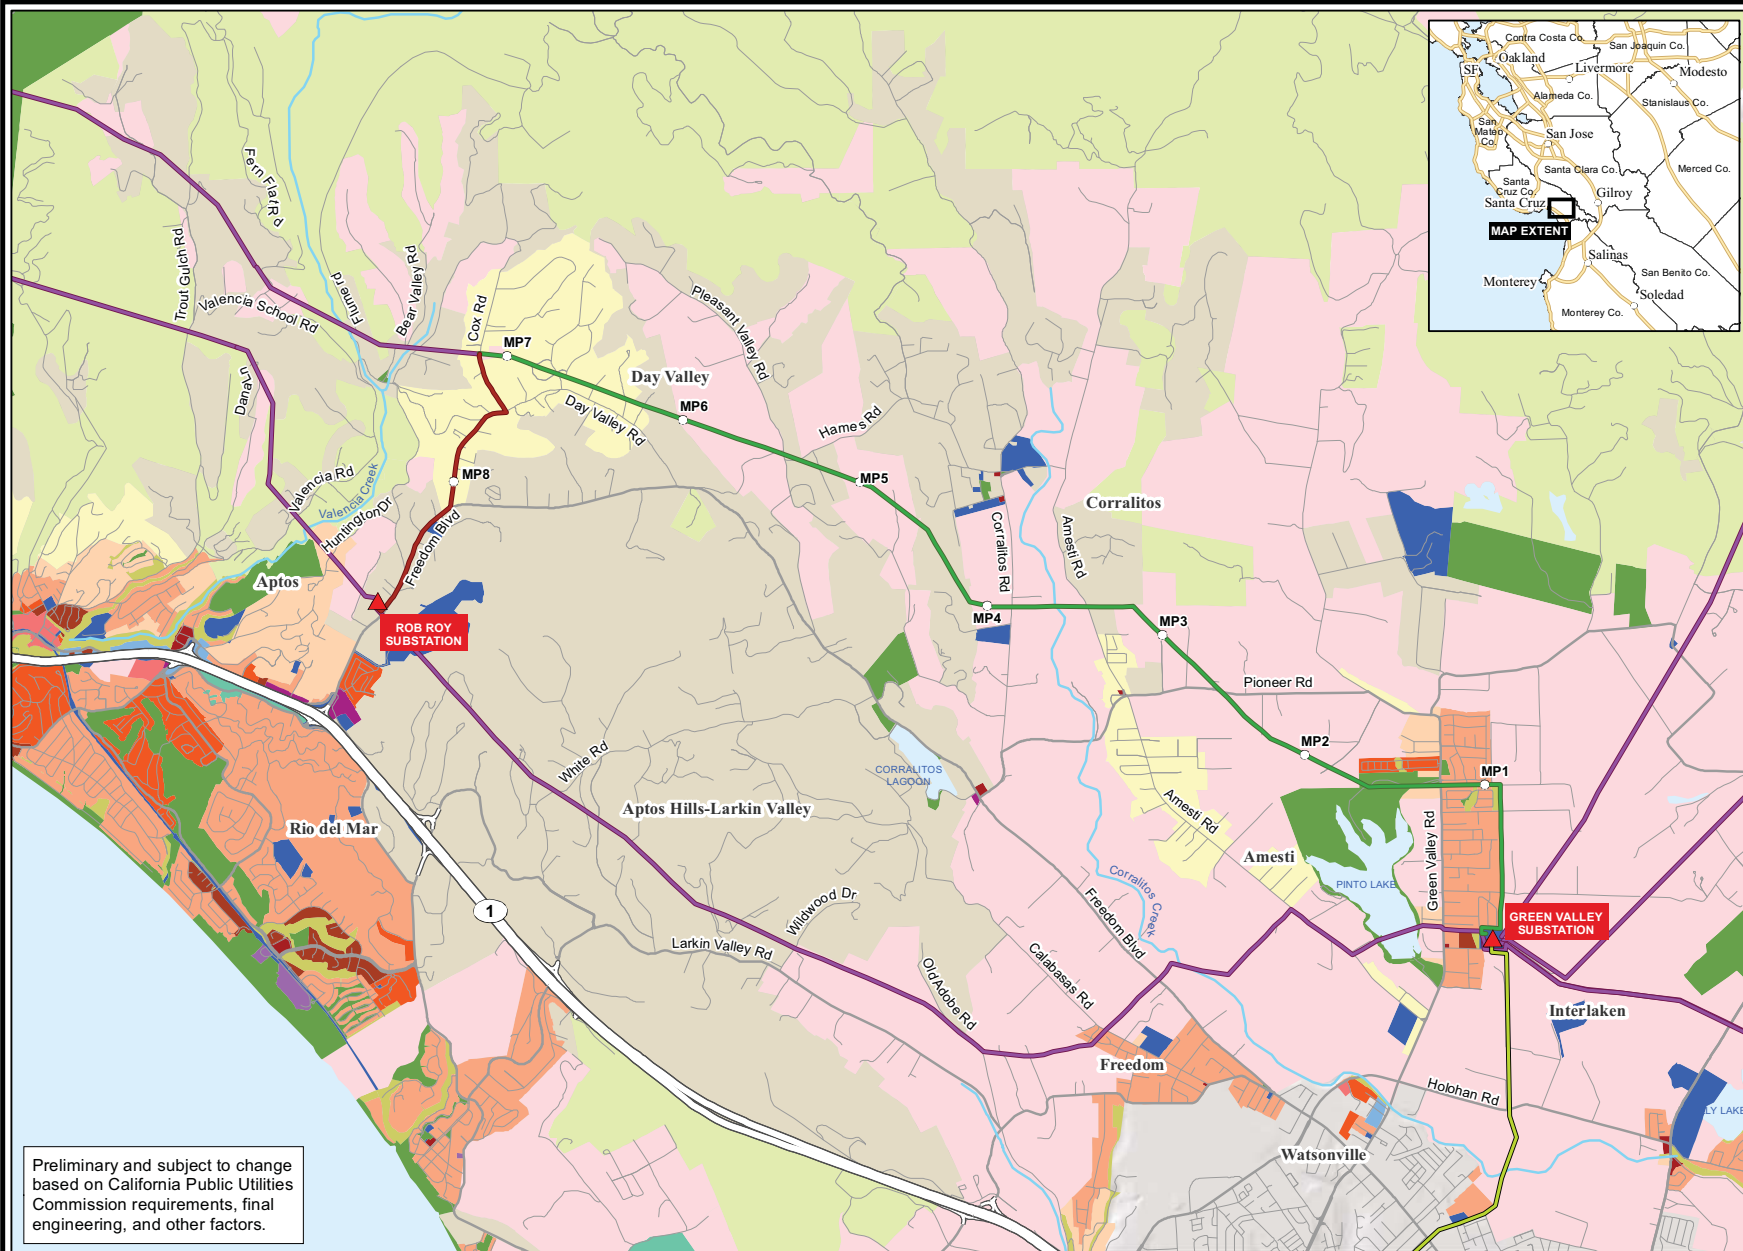 Contra Costa Co.
San Joaquin Co.
SF
Oakland
Livermore
Modesto
Alameda Co.
Stanislaus Co.
San
Mateo
Co.
San Jose
Santa Clara Co.
Merced Co.
Santa
Cruz Co.
Gilroy
Santa Cruz
MAP EXTENT
Salinas
San Benito Co.
Monterey
Soledad
Monterey Co.
Fern Flat Rd
Trout Gulch Rd
Valencia School Rd
Flume rd
Bear Valley Rd
Cox Rd
MP7
Pleasant Valley Rd
Day Valley
Dana Ln
Day Valley Rd
MP6
Hames Rd
Valencia Rd
Valencia Creek
Huntington Dr
MP8
MP5
Freedom Blvd
Corralitos
Corralitos Rd
Amesti Rd
Aptos
ROB ROY
SUBSTATION
MP4
MP3
Pioneer Rd
MP2
MP1
White Rd
CORRALITOS
LAGOON
Aptos Hills-Larkin Valley
Rio del Mar
Amesti Rd
Amesti
Green Valley Rd
PINTO LAKE
1
Wildwood Dr
Larkin Valley Rd
Corralitos Creek
Freedom Blvd
GREEN VALLEY
SUBSTATION
Old Adobe Rd
Calabasas Rd
Interlaken
Freedom
Holohan Rd
LY LAKE
Watsonville
Preliminary and subject to change
based on California Public Utilities
Commission requirements, final
engineering, and other factors.